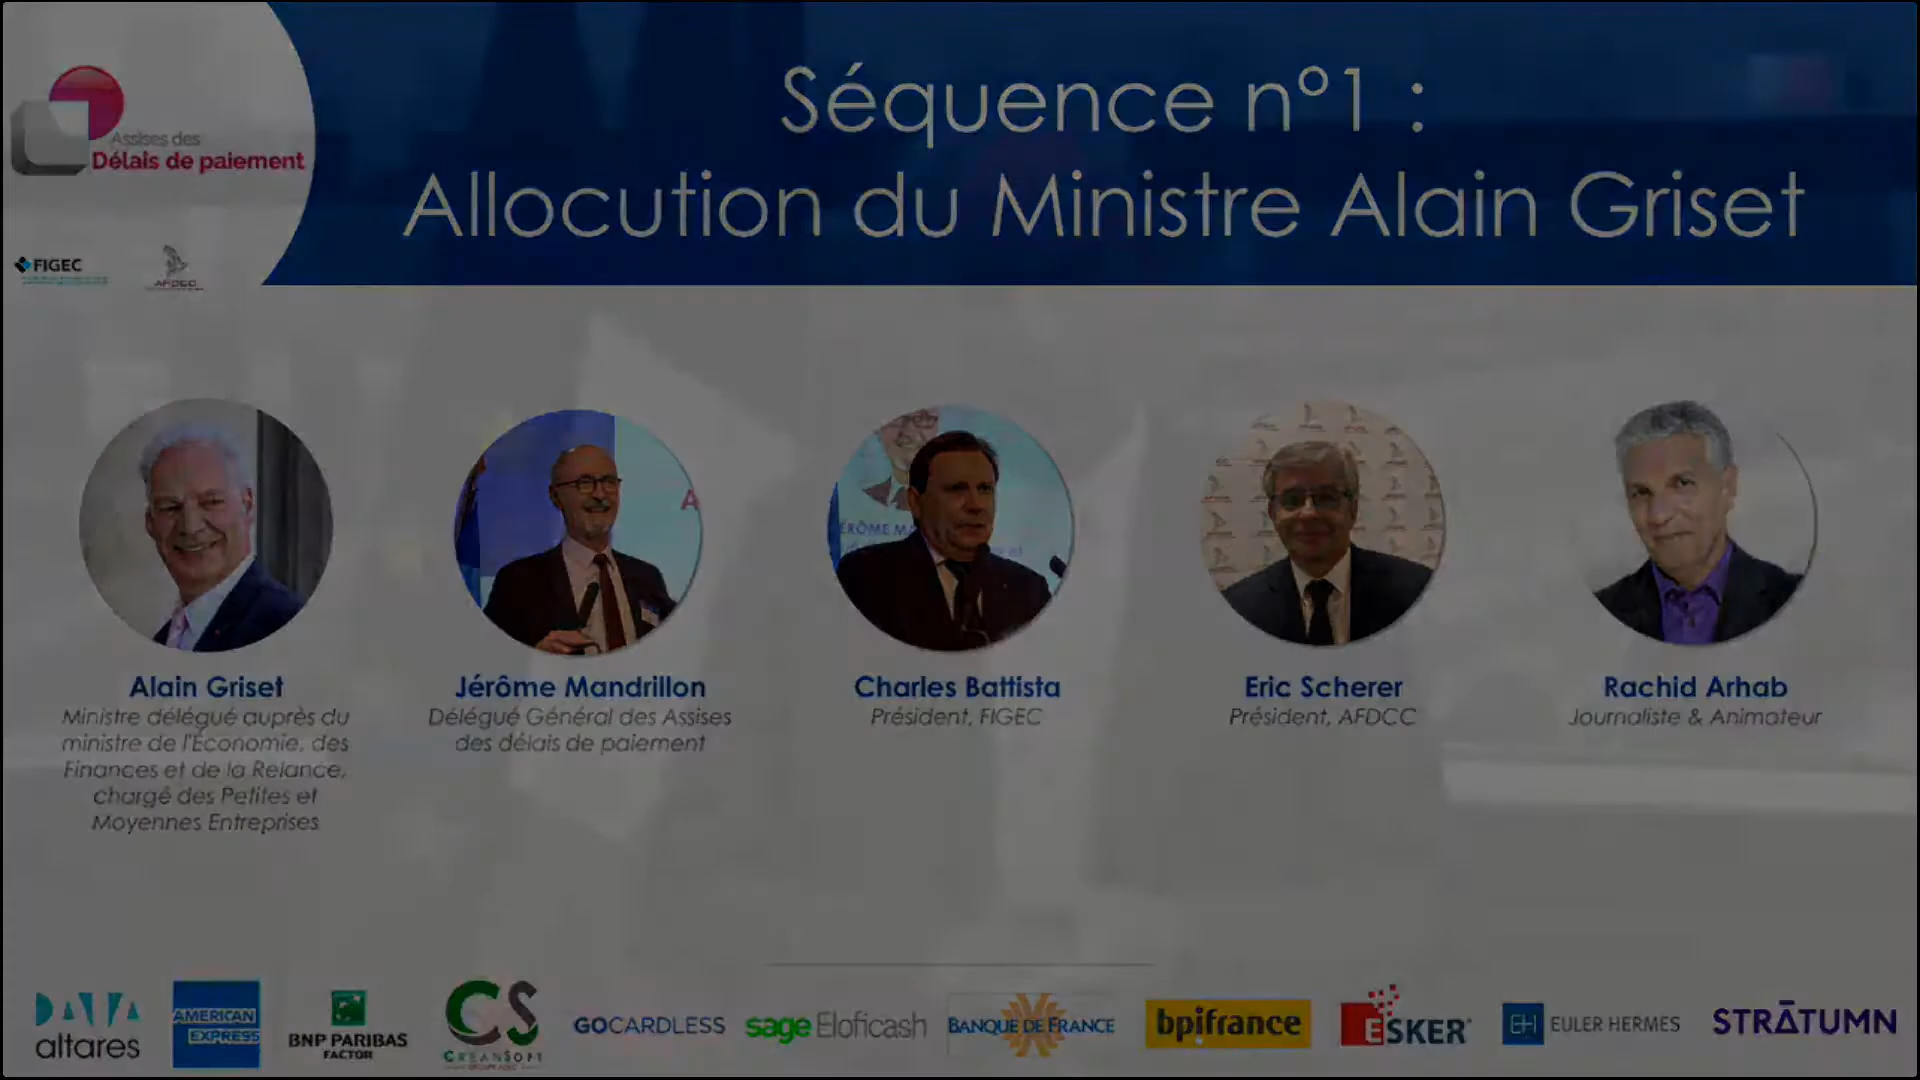 Séquence n°1 :
Allocution du Ministre Alain Griset
Assises des
Délais de paiement
FIGEC
AFDCC
Alain Griset
Ministre délégué auprès du
ministre de l'Économie, des
Finances et de la Relance,
chargé des Petites et
Moyennes Entreprises
Jérôme Mandrillon
Délégué Général des Assises
des délais de paiement
Charles Battista
Président, FIGEC
Eric Scherer
Président, AFDCC
Rachid Arhab
Journaliste & Animateur
DATA
altares
AMERICAN
EXPRESS
BNP PARIBAS
FACTOR
CS
CREANSOFT
GOCARDLESS
sage Eloficash
BANQUE DE FRANCE
bpifrance
ESKER
EH EULER HERMES
STRĀTUMN